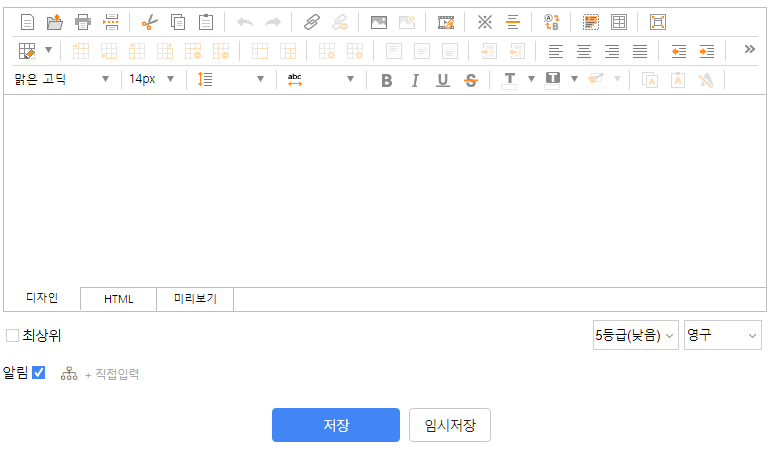 맑은 고딕 14px abc B I U S T T
디자인 HTML 미리보기
최상위 5등급(낮음) 영구
알림 + 직접입력
저장 임시저장